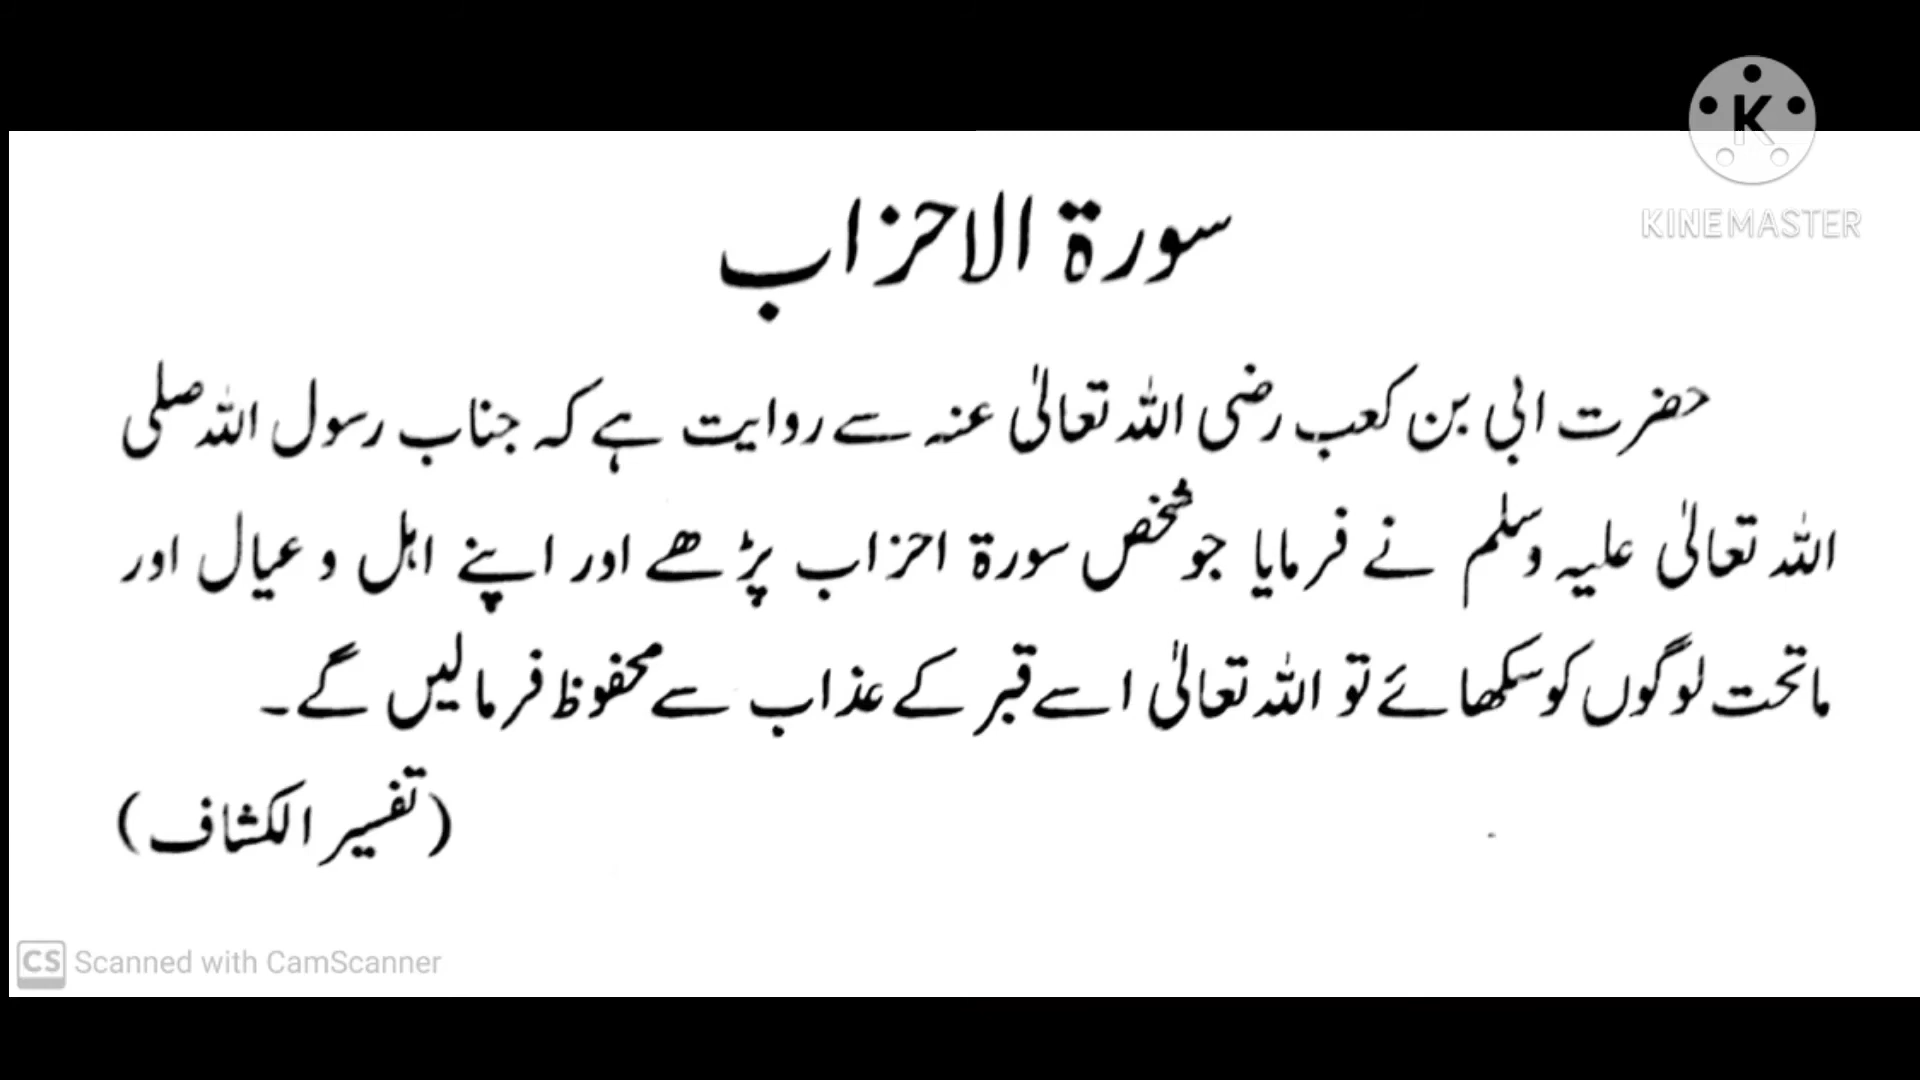 KINEMASTER
سورۃ الاحزاب
حضرت ابی بن کعب رضی اللہ تعالیٰ عنہ سے روایت ہے کہ جناب رسول اللہ صلی
اللہ تعالیٰ علیہ وسلم نے فرمایا جو شخص سورۃ احزاب پڑھے اور اپنے اہل و عیال اور
ماتحت لوگوں کو سکھائے تو اللہ تعالیٰ اسے قبر کے عذاب سے محفوظ فرمالیں گے۔
(تفسیر الکشاف)
CS Scanned with CamScanner